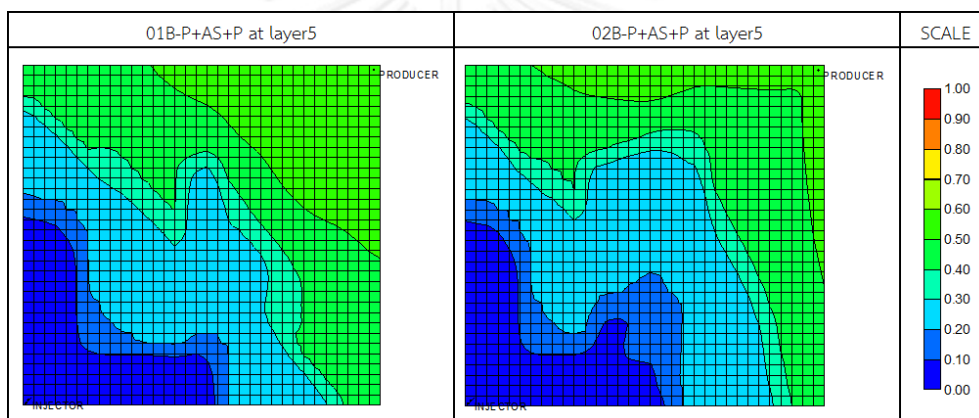 01B-P+AS+P at layer5
02B-P+AS+P at layer5
SCALE
PRODUCER
PRODUCER
1.00
0.90
0.80
0.70
0.60
0.50
0.40
0.30
0.20
0.10
0.00
INJECTOR
INJECTOR